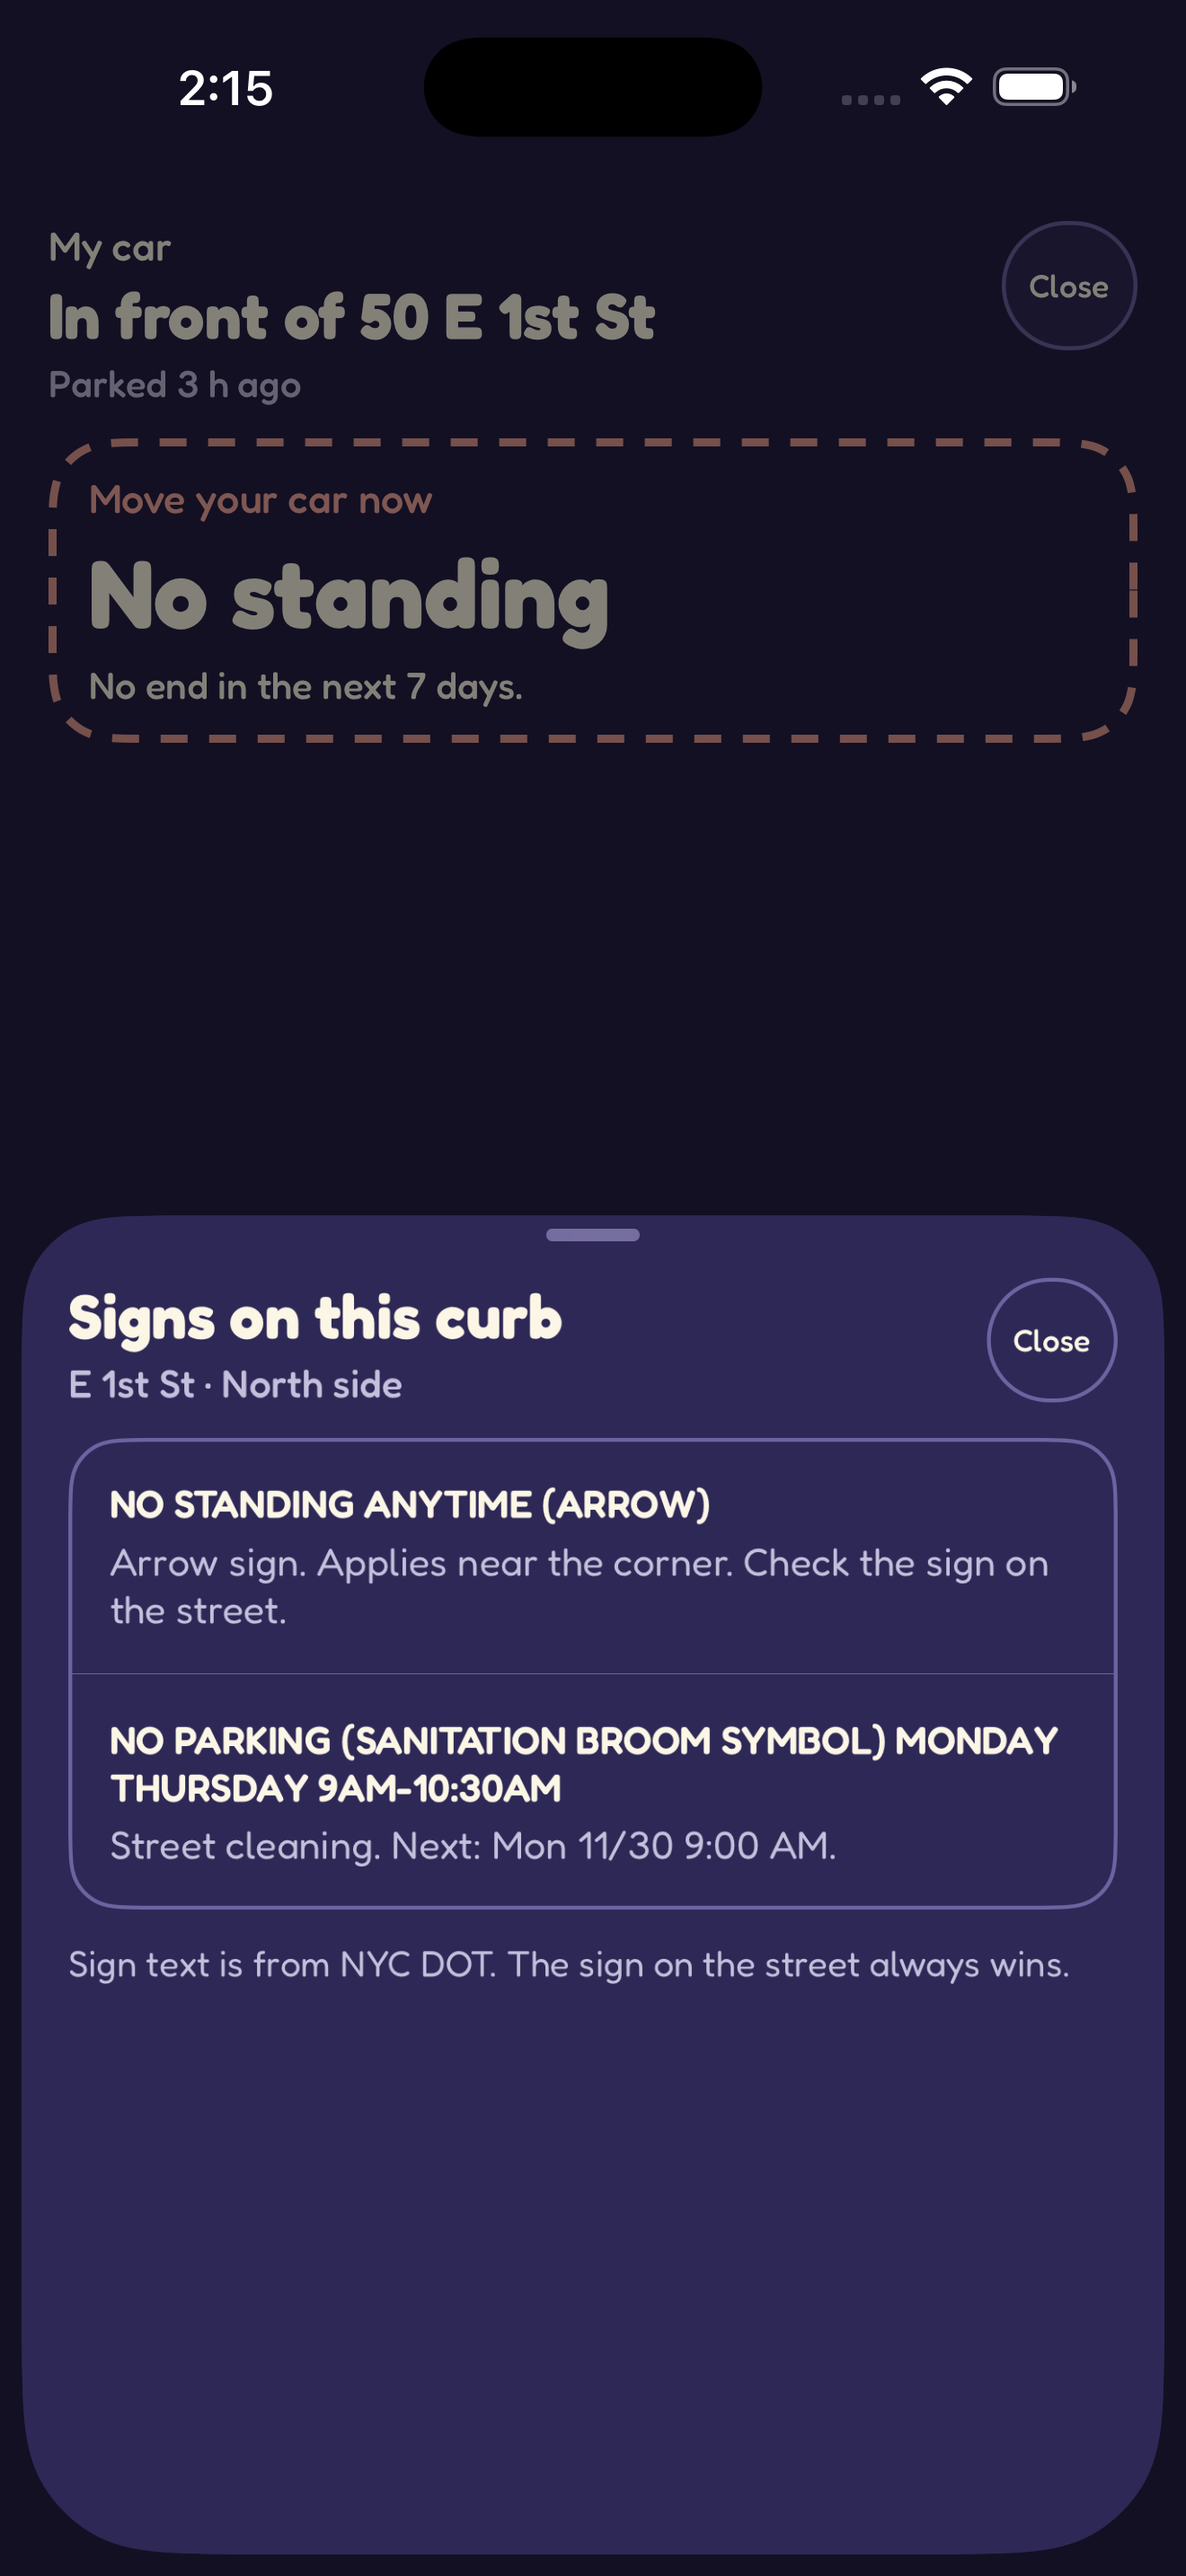 2:15
My car
In front of 50 E 1st St
Parked 3 h ago
Close
Move your car now
No standing
No end in the next 7 days.
Signs on this curb
E 1st St · North side
Close
NO STANDING ANYTIME (ARROW)
Arrow sign. Applies near the corner. Check the sign on
the street.
NO PARKING (SANITATION BROOM SYMBOL) MONDAY
THURSDAY 9AM-10:30AM
Street cleaning. Next: Mon 11/30 9:00 AM.
Sign text is from NYC DOT. The sign on the street always wins.